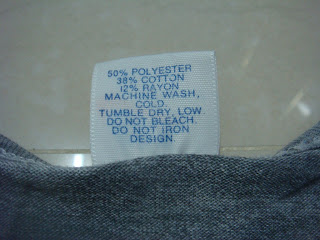 50% POLYESTER
38% COTTON
12% RAYON
MACHINE WASH,
COLD.
TUMBLE DRY, LOW.
DO NOT BLEACH.
DO NOT IRON
DESIGN